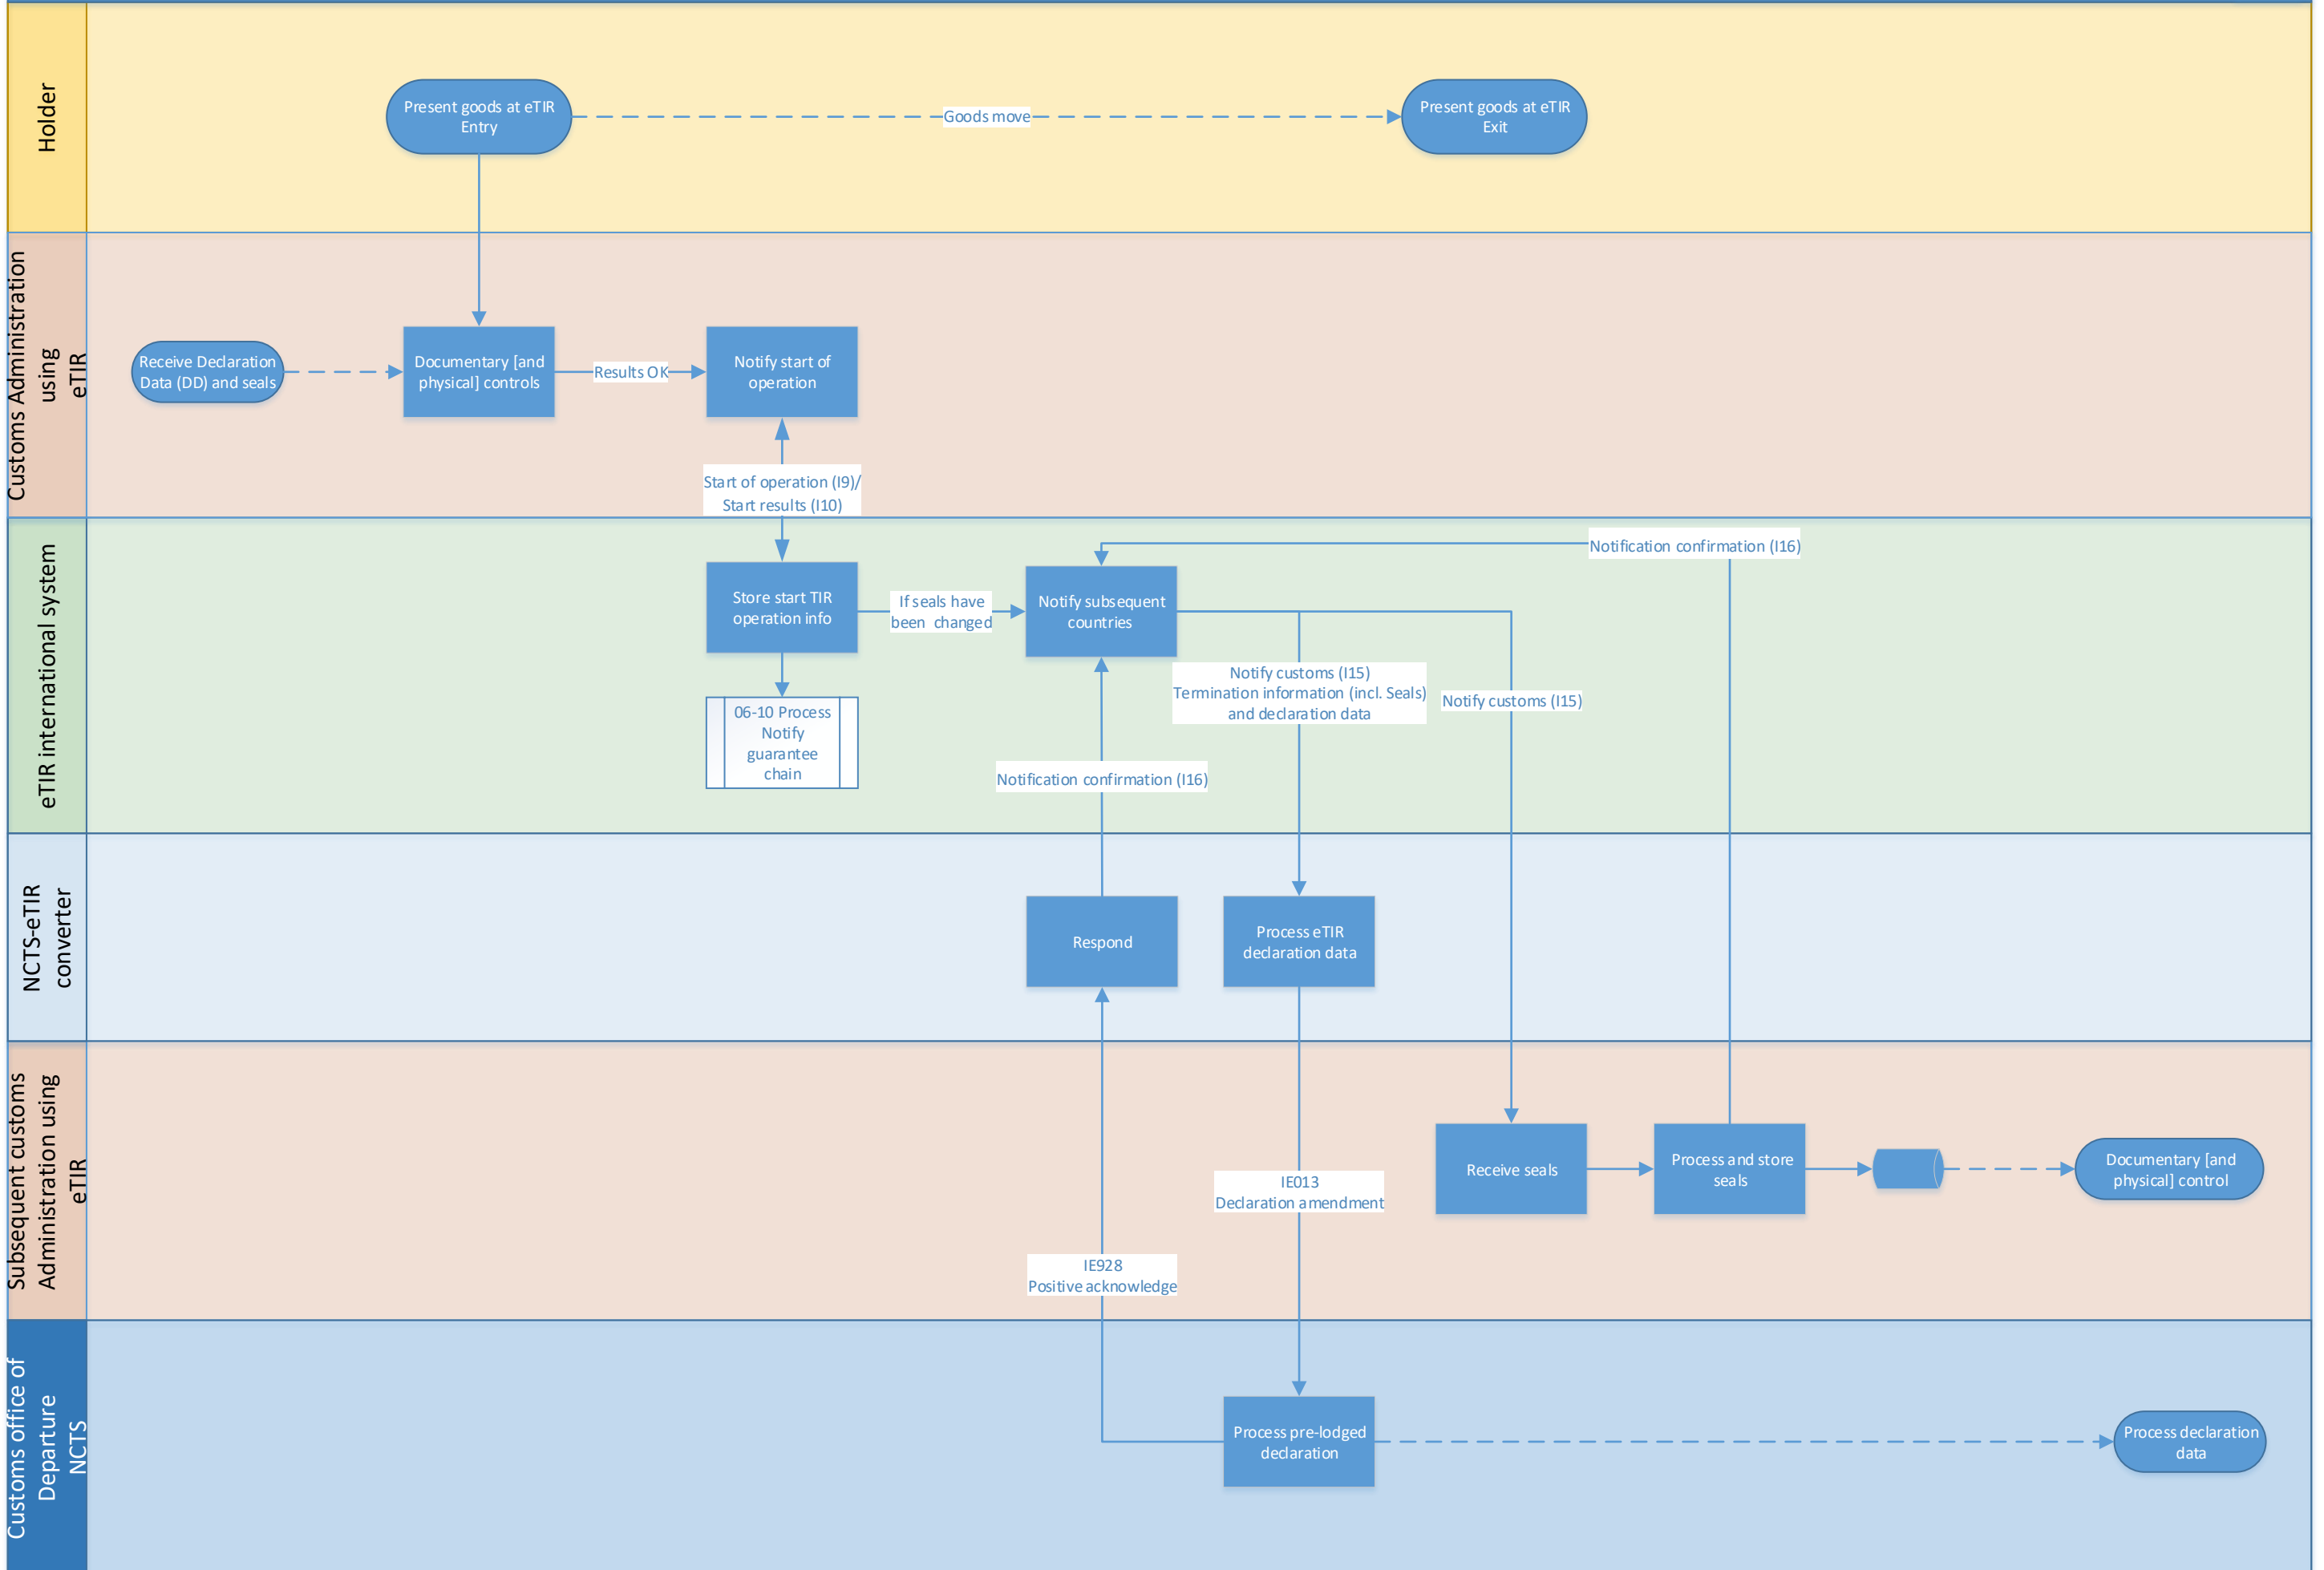 Holder
Present goods at eTIR
Entry
Goods move
Present goods at eTIR
Exit
Customs Administration
using
eTIR
Receive Declaration
Data (DD) and seals
Documentary [and
physical] controls
Results OK
Notify start of
operation
Start of operation (I9)/
Start results (I10)
eTIR international system
Notification confirmation (I16)
Store start TIR
operation info
If seals have
been changed
Notify subsequent
countries
Notify customs (I15)
Termination information (incl. Seals)
and declaration data
Notify customs (I15)
06-10 Process
Notify
guarantee
chain
Notification confirmation (I16)
NCTS-eTIR
converter
Respond
Process eTIR
declaration data
Subsequent customs
Administration using
eTIR
Receive seals
Process and store
seals
Documentary [and
physical] control
IE013
Declaration amendment
IE928
Positive acknowledge
Customs office of
Departure
NCTS
Process pre-lodged
declaration
Process declaration
data